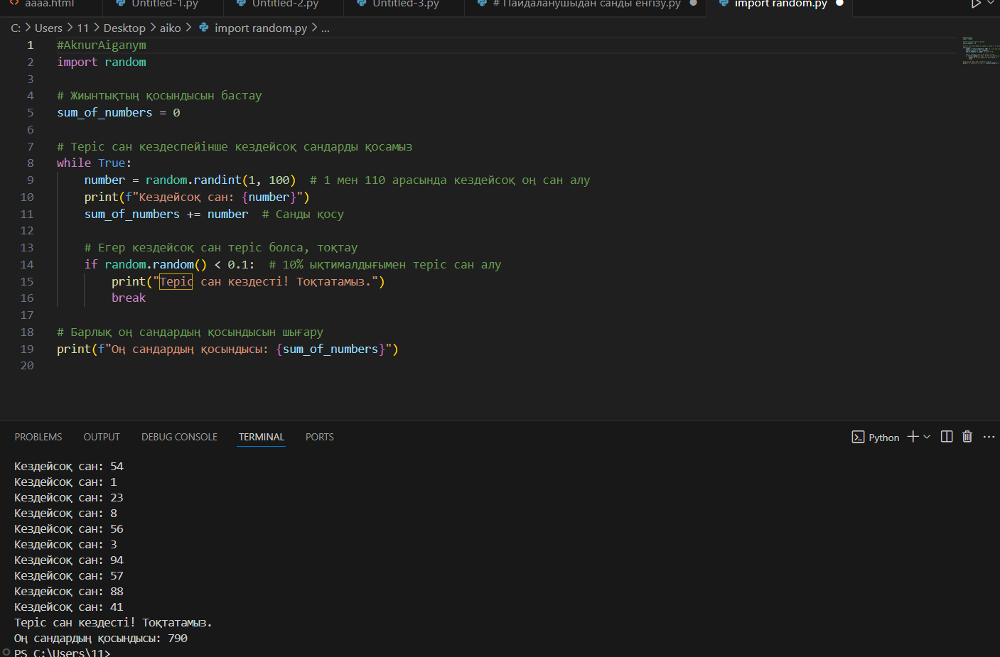 aaaa.html Untitled-1.py Untitled-2.py Untitled-3.py # Пайдаланушыдан санды енгізу.py import random.py
C: > Users > 11 > Desktop > aiko > import random.py > ...
1 #AknurAiganym
2 import random
3
4 # Жиынтықтың қосындысын бастау
5 sum_of_numbers = 0
6
7 # Теріс сан кездеспейінше кездейсоқ сандарды қосамыз
8 while True:
9 number = random.randint(1, 100) # 1 мен 110 арасында кездейсоқ оң сан алу
10 print(f"Кездейсоқ сан: {number}")
11 sum_of_numbers += number # Санды қосу
12
13 # Егер кездейсоқ сан теріс болса, тоқтау
14 if random.random() < 0.1: # 10% ықтималдығымен теріс сан алу
15 print("Теріс сан кездесті! Тоқтатамыз.")
16 break
17
18 # Барлық оң сандардың қосындысын шығару
19 print(f"Оң сандардың қосындысы: {sum_of_numbers}")
20
PROBLEMS OUTPUT DEBUG CONSOLE TERMINAL PORTS Python
Кездейсоқ сан: 54
Кездейсоқ сан: 1
Кездейсоқ сан: 23
Кездейсоқ сан: 8
Кездейсоқ сан: 56
Кездейсоқ сан: 3
Кездейсоқ сан: 94
Кездейсоқ сан: 57
Кездейсоқ сан: 88
Кездейсоқ сан: 41
Теріс сан кездесті! Тоқтатамыз.
Оң сандардың қосындысы: 790
PS C:\Users\11>